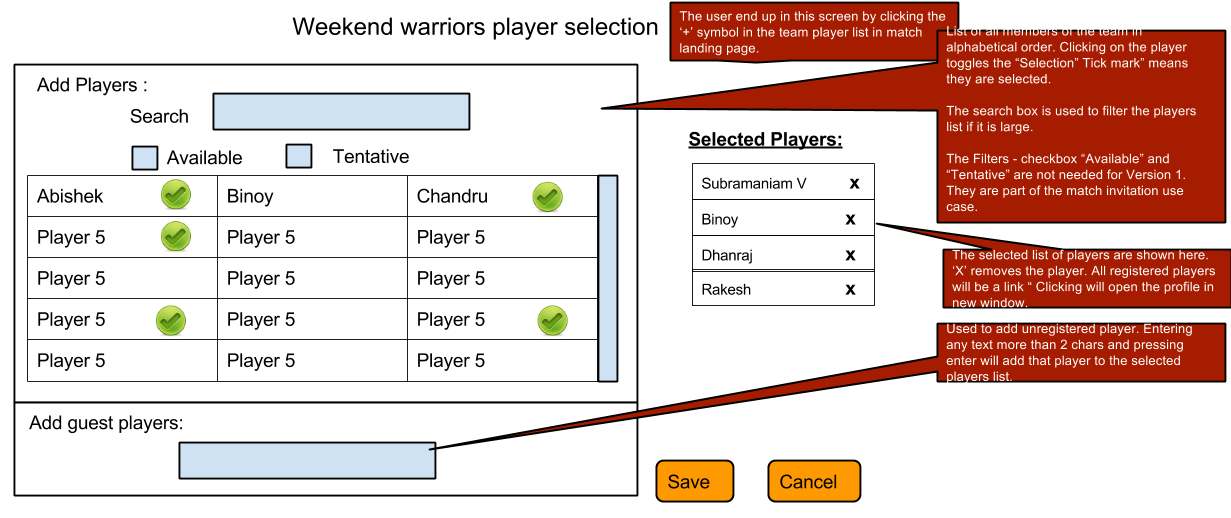 Weekend warriors player selection
The user end up in this screen by clicking the
‘+’ symbol in the team player list in match
landing page.
List of all members of the team in
alphabetical order. Clicking on the player
toggles the “Selection” Tick mark” means
they are selected.
The search box is used to filter the players
list if it is large.
The Filters - checkbox “Available” and
“Tentative” are not needed for Version 1.
They are part of the match invitation use
case.
Add Players :
Search
Available Tentative
Abishek Binoy Chandru
Player 5 Player 5 Player 5
Player 5 Player 5 Player 5
Player 5 Player 5 Player 5
Player 5 Player 5 Player 5
Selected Players:
Subramaniam V x
Binoy x
Dhanraj x
Rakesh x
The selected list of players are shown here.
‘X’ removes the player. All registered players
will be a link “ Clicking will open the profile in
new window.
Used to add unregistered player. Entering
any text more than 2 chars and pressing
enter will add that player to the selected
players list.
Add guest players:
Save Cancel